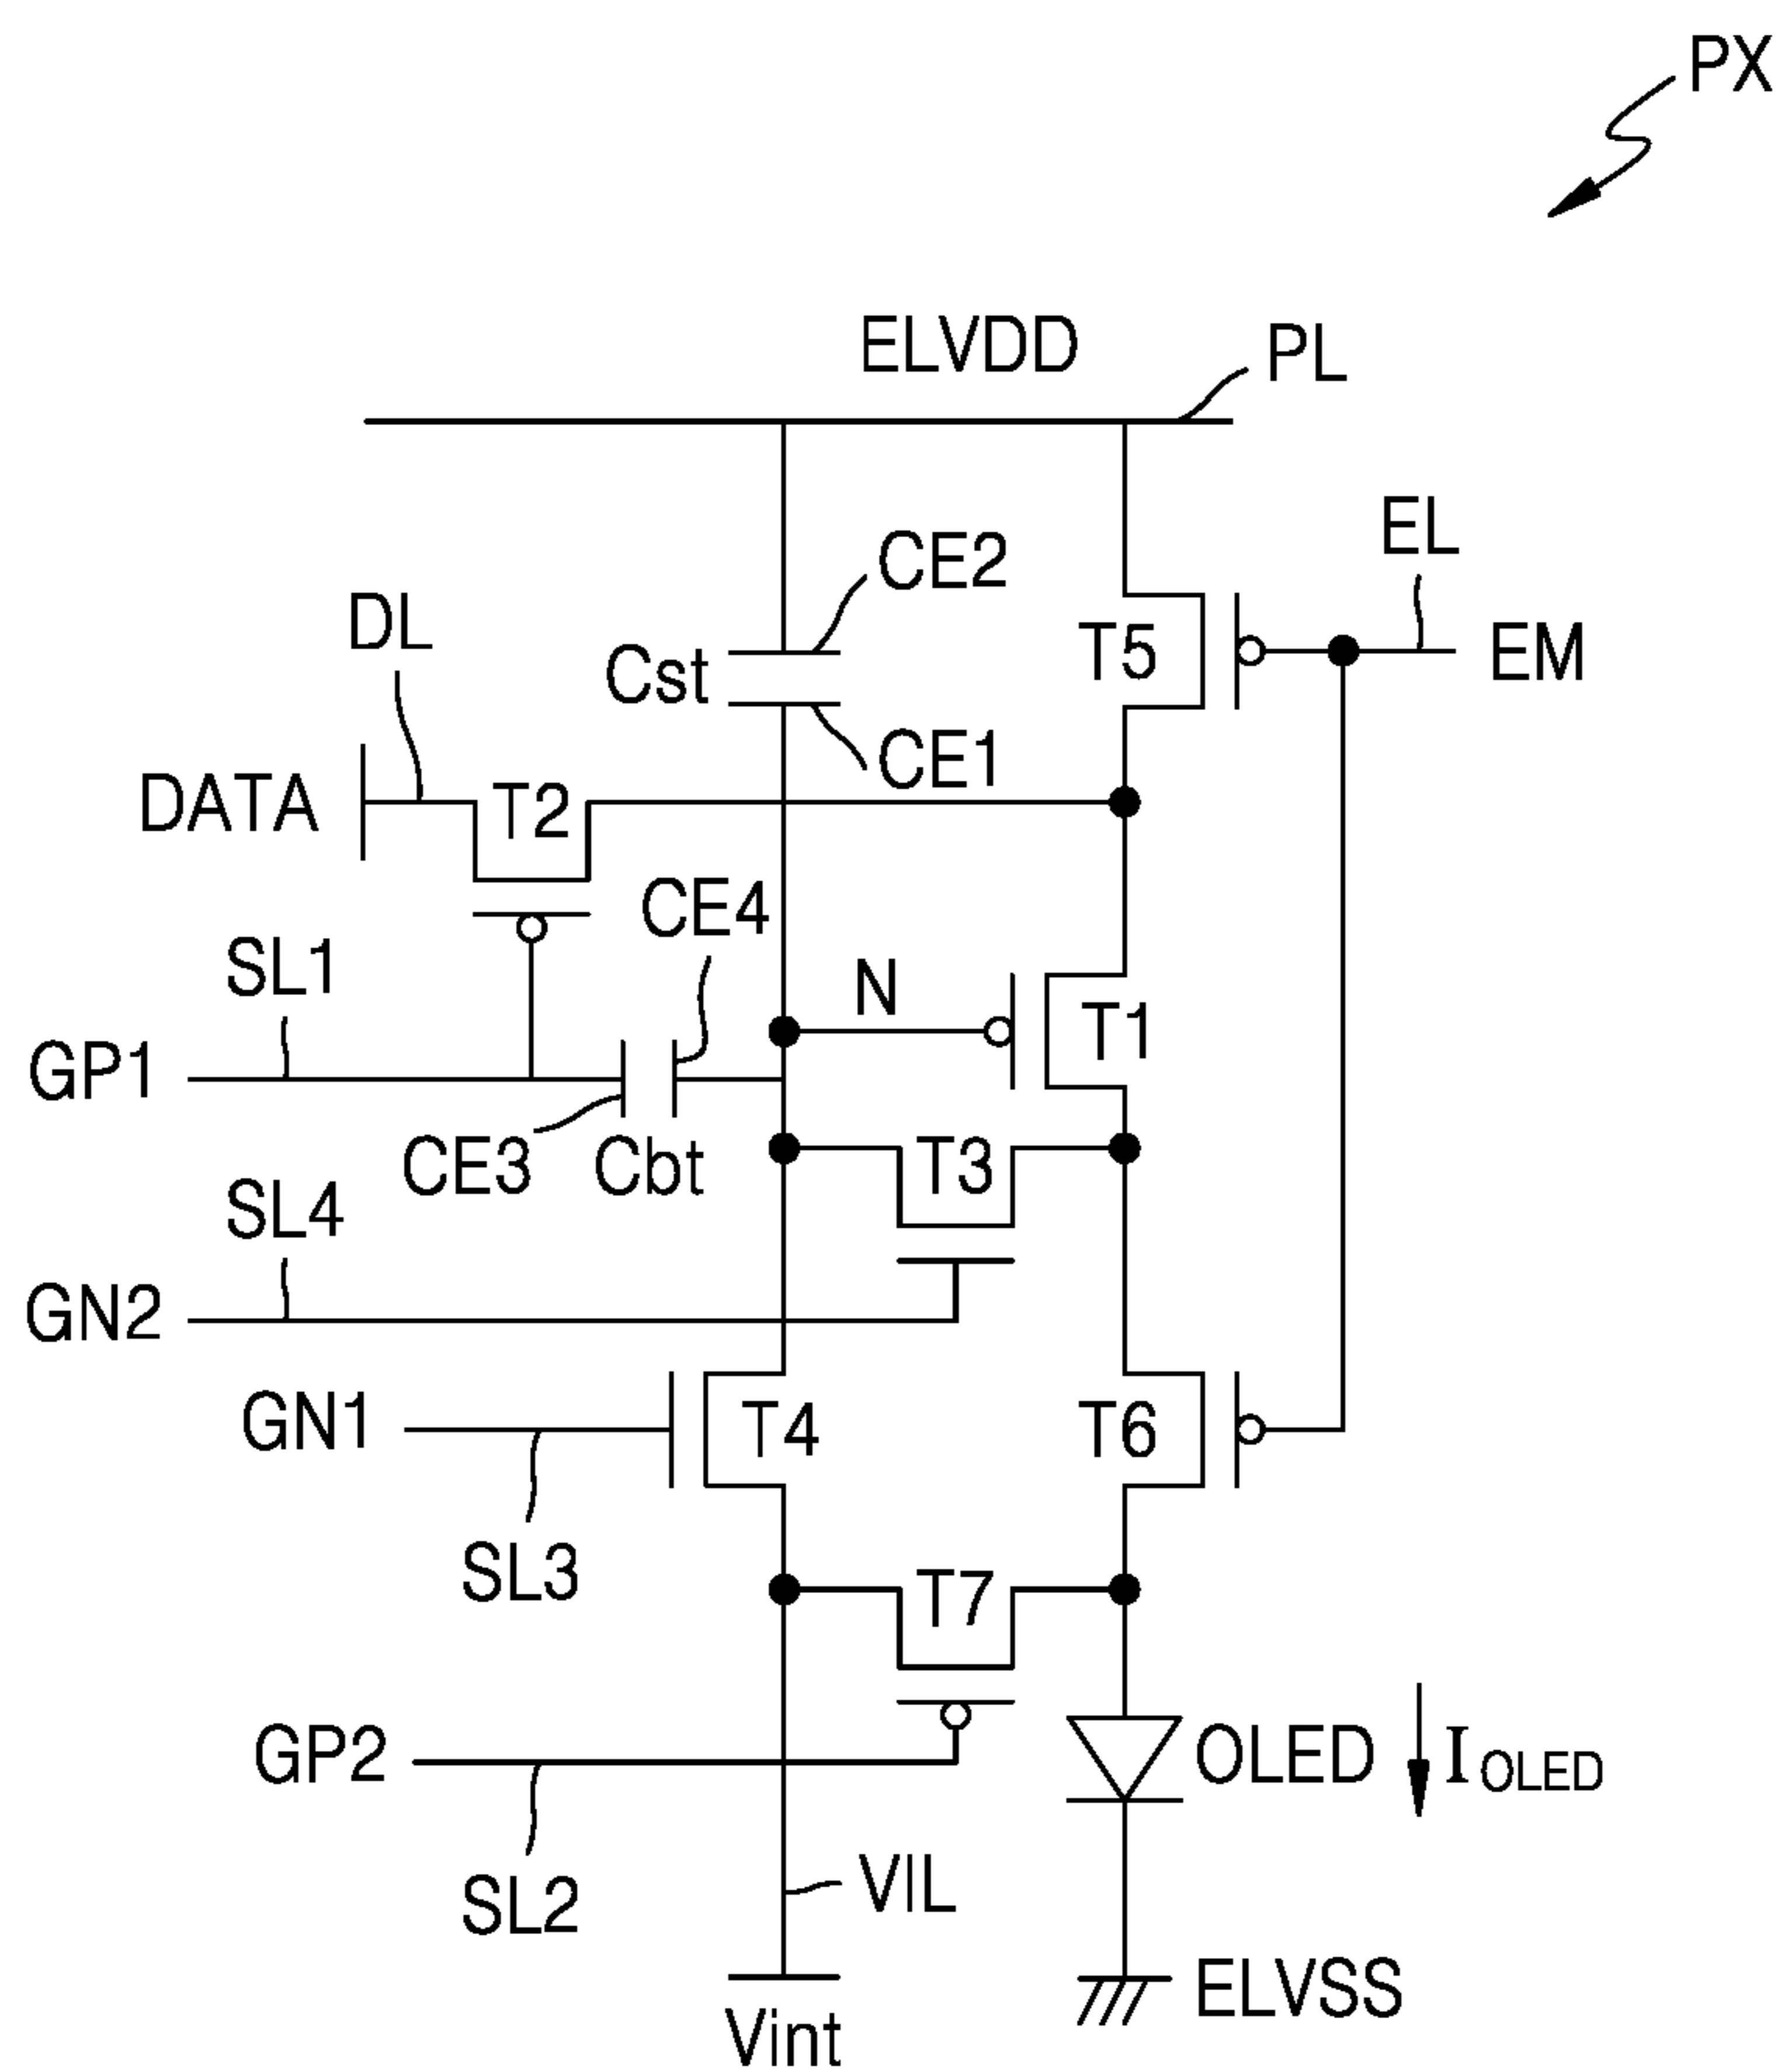 PX
ELVDD
PL
EL
CE2
DL
Cst
T5
EM
CE1
DATA
T2
CE4
SL1
N
T1
GP1
CE3
Cbt
T3
SL4
GN2
GN1
T4
T6
SL3
T7
GP2
OLED
IOLED
SL2
VIL
ELVSS
Vint